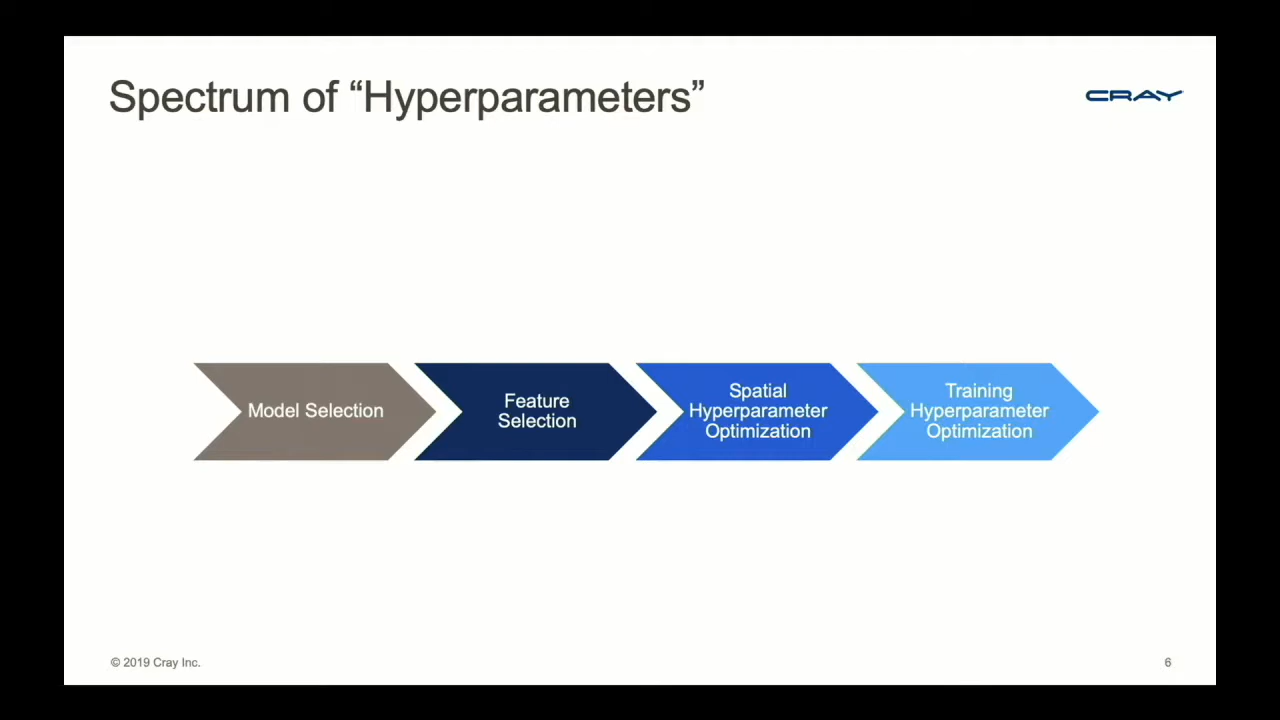 Spectrum of “Hyperparameters”
CRAY
Model Selection
Feature
Selection
Spatial
Hyperparameter
Optimization
Training
Hyperparameter
Optimization
© 2019 Cray Inc.
6